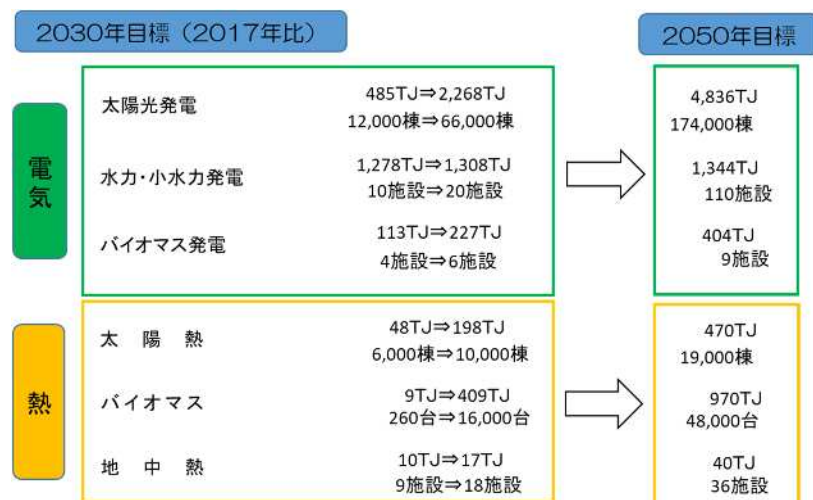 2030年目標（2017年比）
2050年目標
電気
太陽光発電
485TJ⇒2,268TJ
12,000棟⇒66,000棟
4,836TJ
174,000棟
水力・小水力発電
1,278TJ⇒1,308TJ
10施設⇒20施設
1,344TJ
110施設
バイオマス発電
113TJ⇒227TJ
4施設⇒6施設
404TJ
9施設
熱
太 陽 熱
48TJ⇒198TJ
6,000棟⇒10,000棟
470TJ
19,000棟
バイオマス
9TJ⇒409TJ
260台⇒16,000台
970TJ
48,000台
地 中 熱
10TJ⇒17TJ
9施設⇒18施設
40TJ
36施設